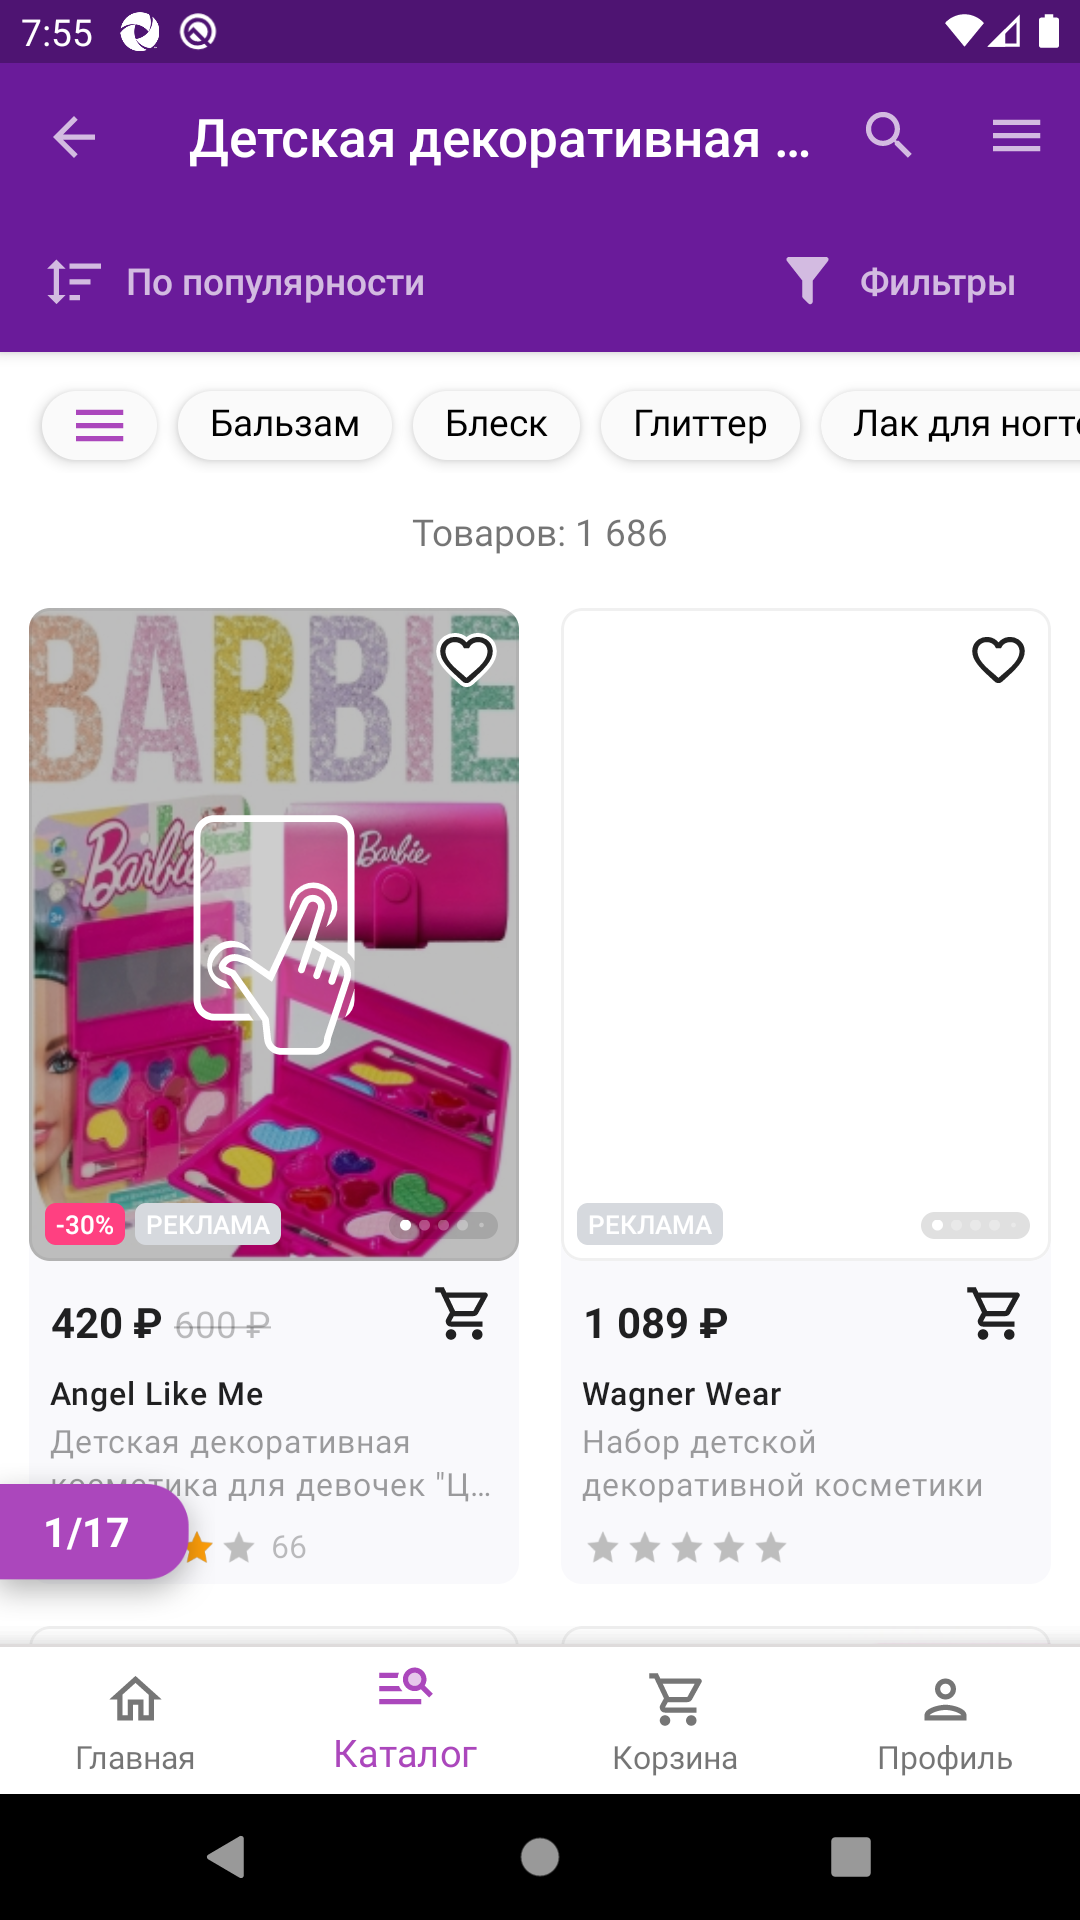 7:55
Детская декоративная ...
По популярности
Фильтры
Бальзам
Блеск
Глиттер
Лак для ногте
Товаров: 1 686
BARBIE
Barbie
Barbie
3+
-30%
РЕКЛАМА
РЕКЛАМА
420 ₽ 600 ₽
1 089 ₽
Angel Like Me
Wagner Wear
Детская декоративная
косметика для девочек "Ц...
Набор детской
декоративной косметики
1/17
66
Главная
Каталог
Корзина
Профиль